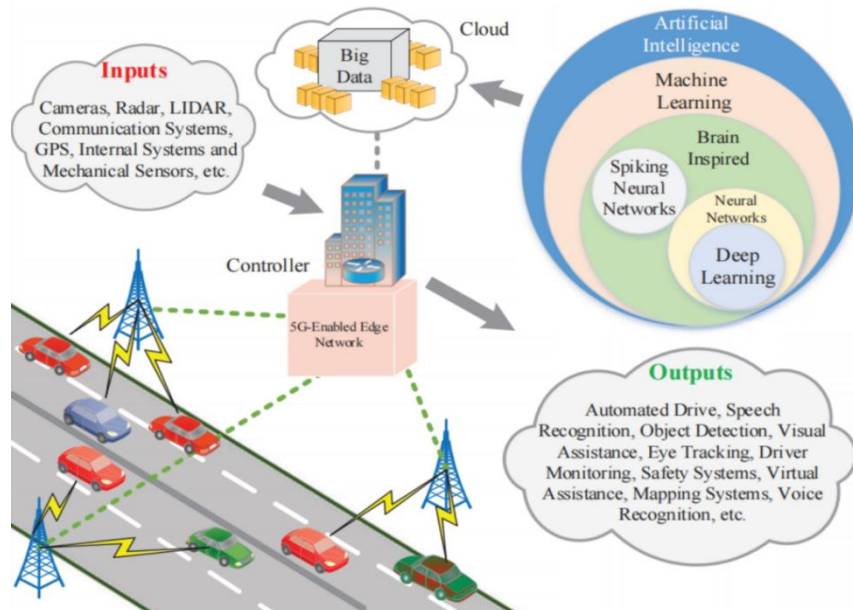 Inputs
Cameras, Radar, LIDAR,
Communication Systems,
GPS, Internal Systems and
Mechanical Sensors, etc.
Cloud
Big
Data
Artificial
Intelligence
Machine
Learning
Brain
Inspired
Spiking
Neural
Networks
Neural
Networks
Deep
Learning
Controller
5G-Enabled Edge
Network
Outputs
Automated Drive, Speech
Recognition, Object Detection, Visual
Assistance, Eye Tracking, Driver
Monitoring, Safety Systems, Virtual
Assistance, Mapping Systems, Voice
Recognition, etc.